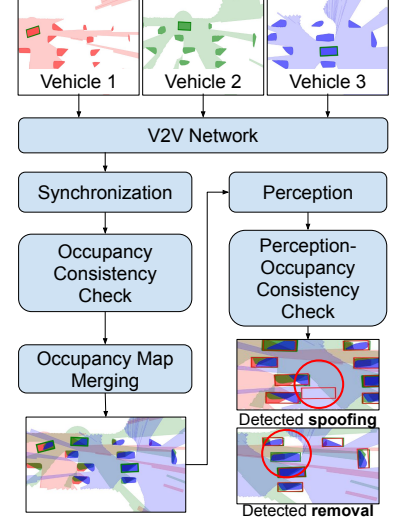 Vehicle 1
Vehicle 2
Vehicle 3
V2V Network
Synchronization
Occupancy
Consistency
Check
Occupancy Map
Merging
Perception
Perception-
Occupancy
Consistency
Check
Detected spoofing
Detected removal